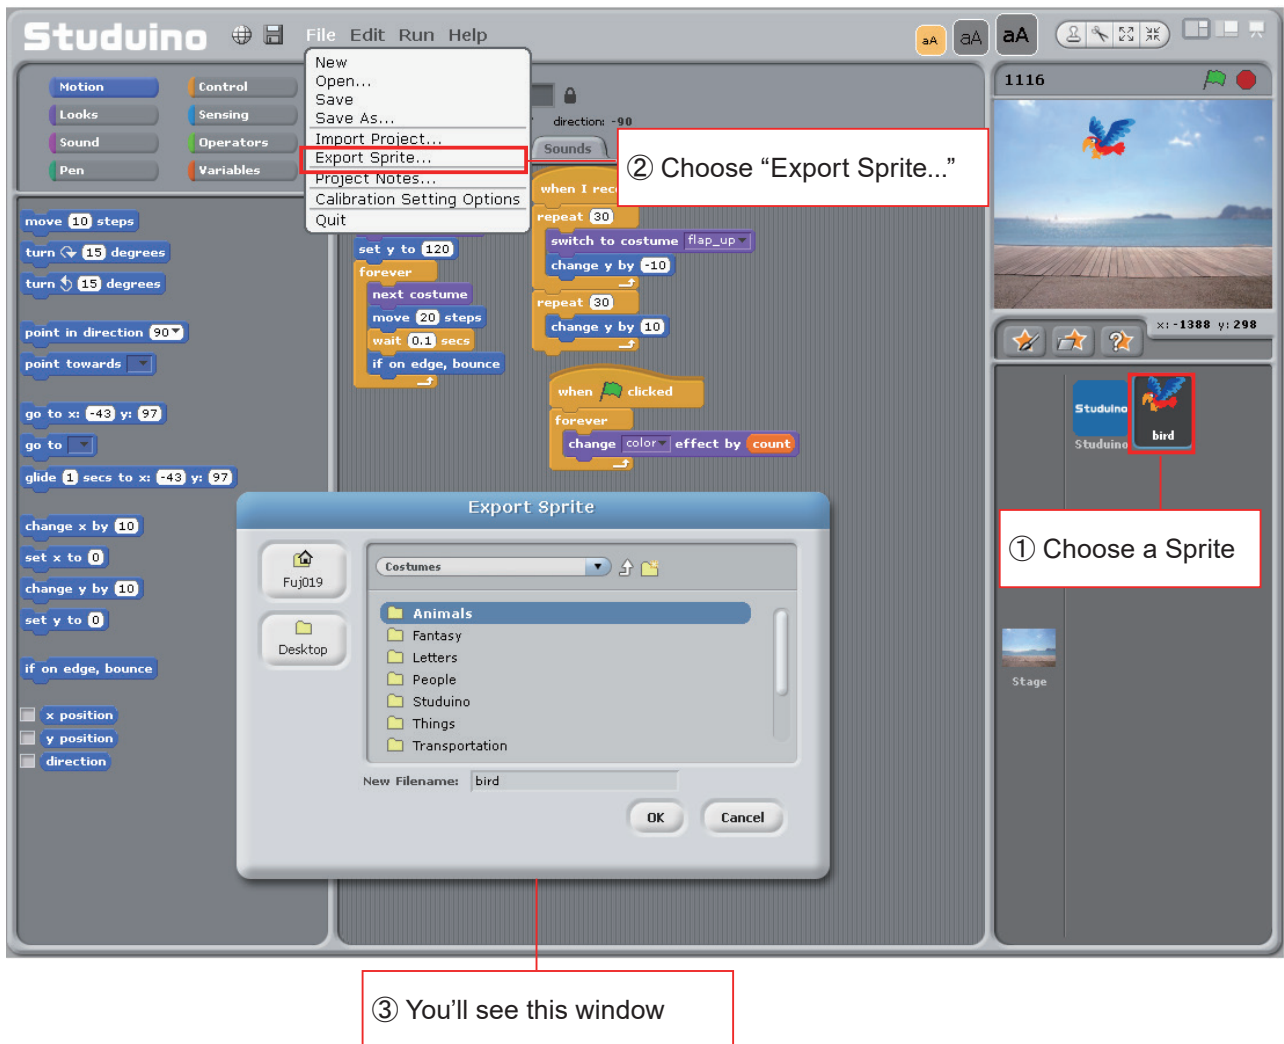 Studuino
File Edit Run Help
aA aA aA
New
Open...
Save
Save As...
Import Project...
Export Sprite...
Project Notes...
Calibration Setting Options
Quit
Motion Control
Looks Sensing
Sound Operators
Pen Variables
direction: -90
Sounds
② Choose “Export Sprite...”
1116
x: -1388 y: 298
move 10 steps
turn 15 degrees
turn 15 degrees
point in direction 90
point towards
go to x: -43 y: 97
go to
glide 1 secs to x: -43 y: 97
change x by 10
set x to 0
change y by 10
set y to 0
if on edge, bounce
x position
y position
direction
set y to 120
forever
next costume
move 20 steps
wait 0.1 secs
if on edge, bounce
when I rec
repeat 30
switch to costume flap_up
change y by -10
repeat 30
change y by 10
when clicked
forever
change color effect by count
Studuino
Studuino
bird
① Choose a Sprite
Stage
Export Sprite
Fuj019
Desktop
Costumes
Animals
Fantasy
Letters
People
Studuino
Things
Transportation
New Filename: bird
OK Cancel
③ You’ll see this window